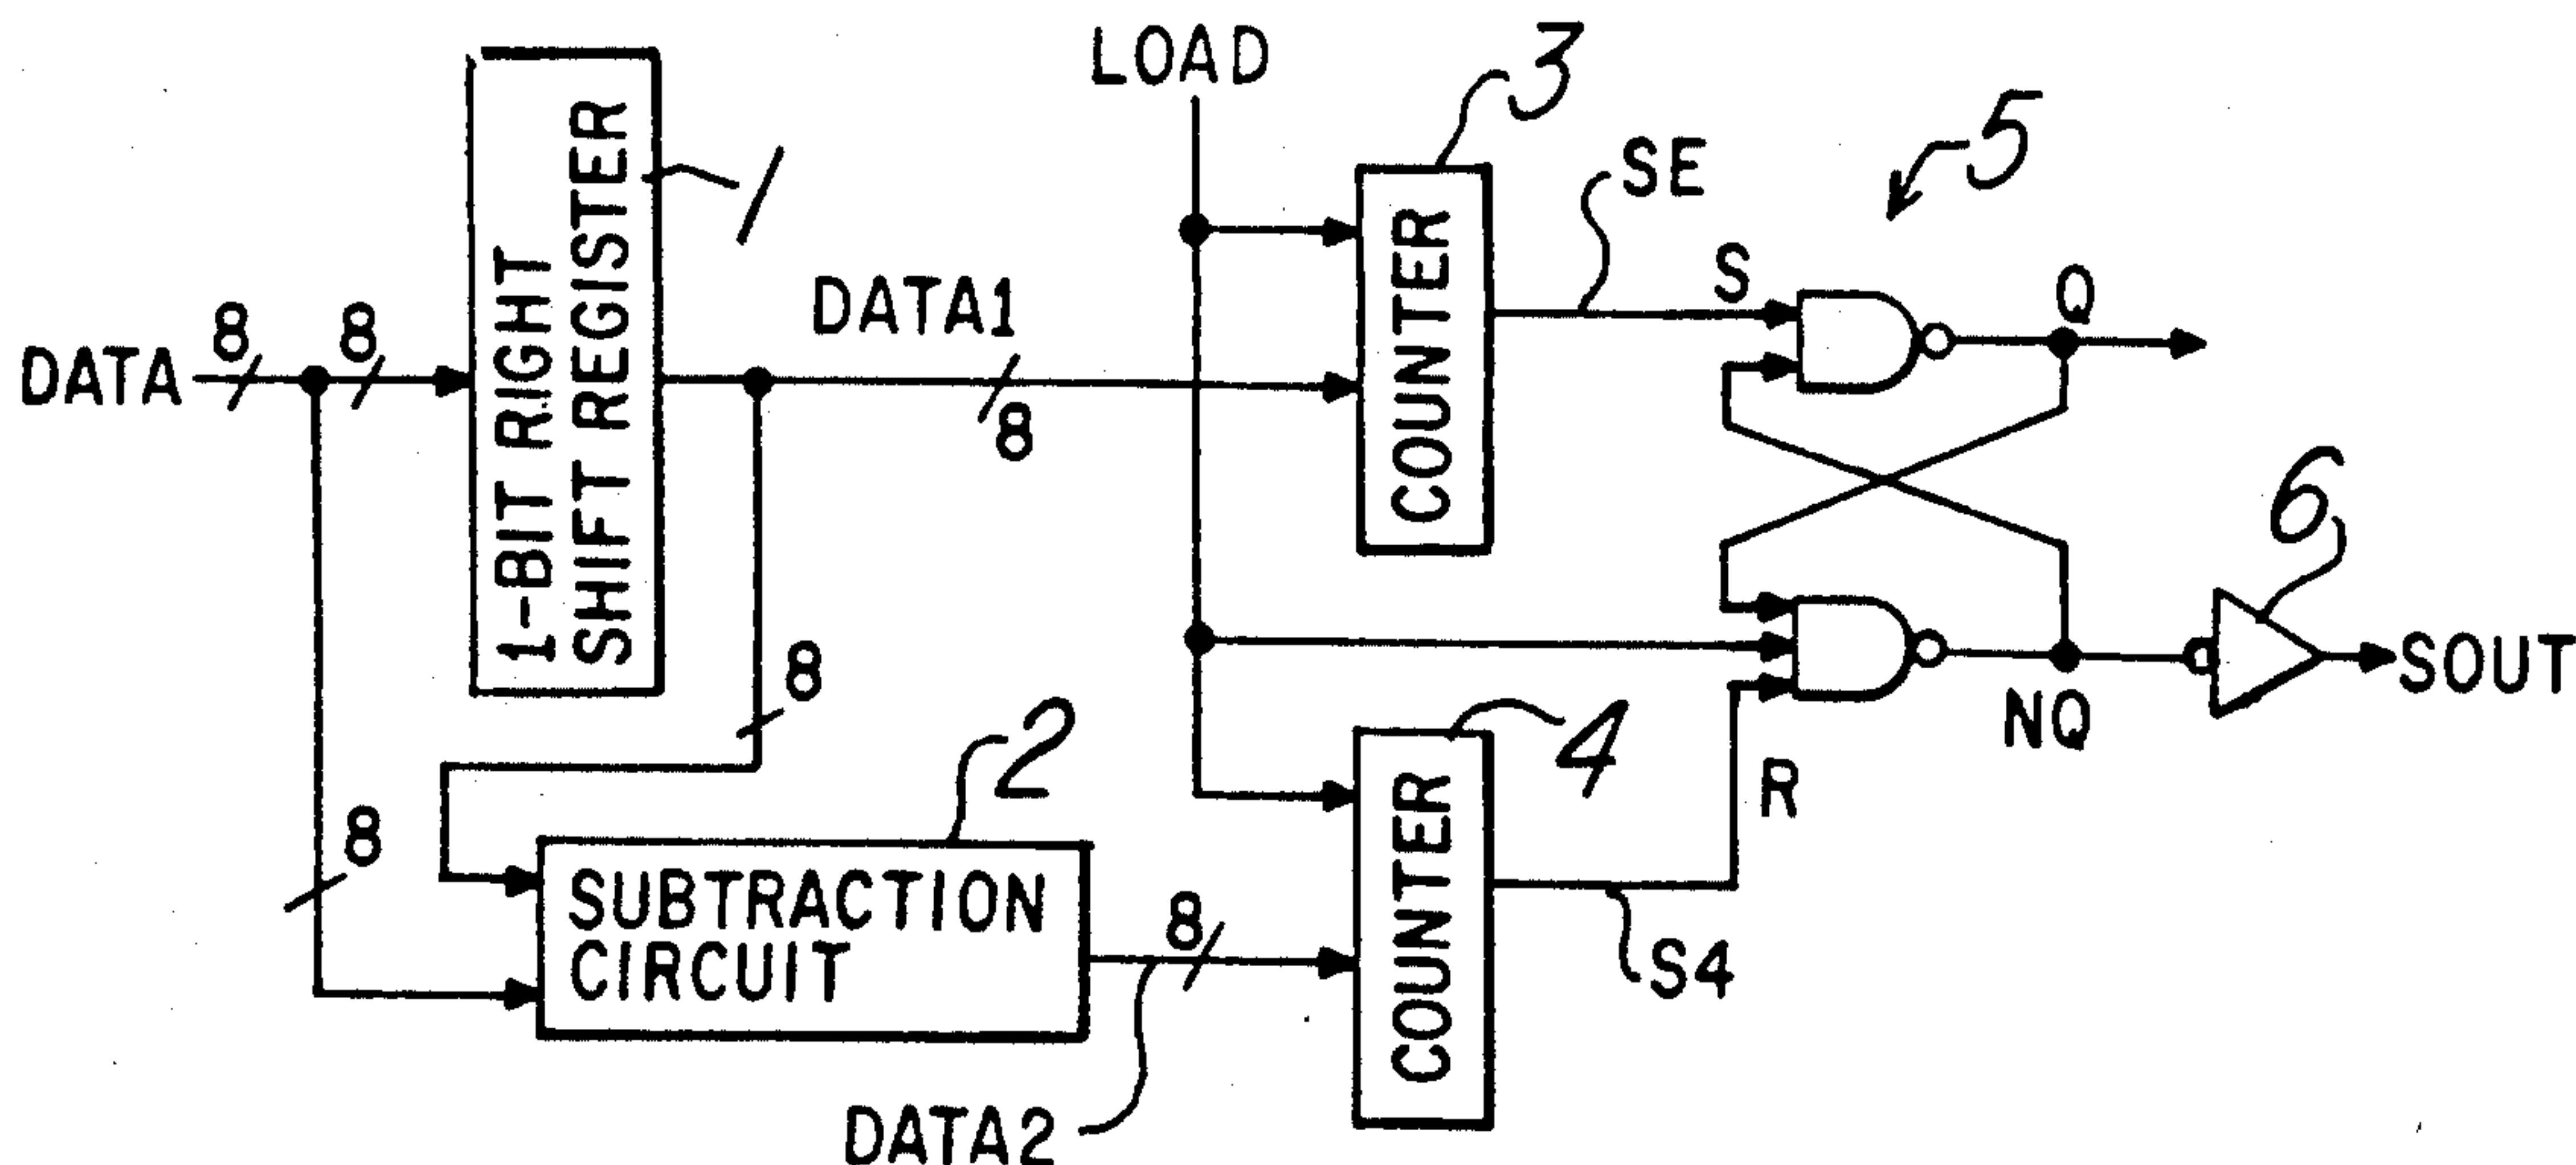 LOAD
3
SE
5
1-BIT RIGHT
SHIFT REGISTER
1
DATA
8
8
DATA1
8
COUNTER
S
Q
6
8
8
2
SUBTRACTION
CIRCUIT
8
DATA2
4
COUNTER
R
S4
NQ
SOUT